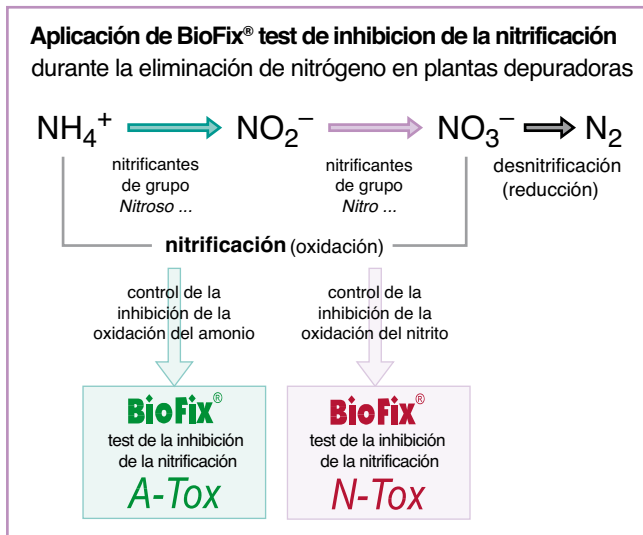 Aplicación de BioFix® test de inhibicion de la nitrificación
durante la eliminación de nitrógeno en plantas depuradoras
NH₄⁺ NO₂⁻ NO₃⁻ N₂
nitrificantes
de grupo
Nitroso ...
nitrificantes
de grupo
Nitro ...
desnitrificación
(reducción)
nitrificación (oxidación)
control de la
inhibición de la
oxidación del amonio
control de la
inhibición de la
oxidación del nitrito
BioFix®
test de la inhibición
de la nitrificación
A-Tox
BioFix®
test de la inhibición
de la nitrificación
N-Tox